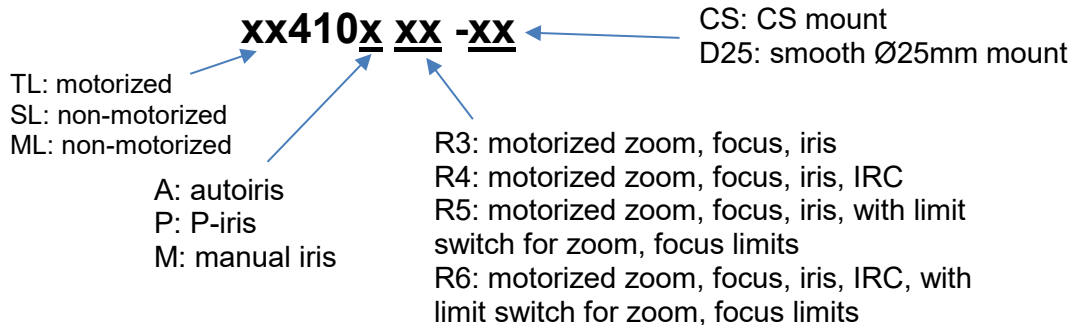 xx410x xx -xx
CS: CS mount
D25: smooth Ø25mm mount
TL: motorized
SL: non-motorized
ML: non-motorized
A: autoiris
P: P-iris
M: manual iris
R3: motorized zoom, focus, iris
R4: motorized zoom, focus, iris, IRC
R5: motorized zoom, focus, iris, with limit
switch for zoom, focus limits
R6: motorized zoom, focus, iris, IRC, with
limit switch for zoom, focus limits